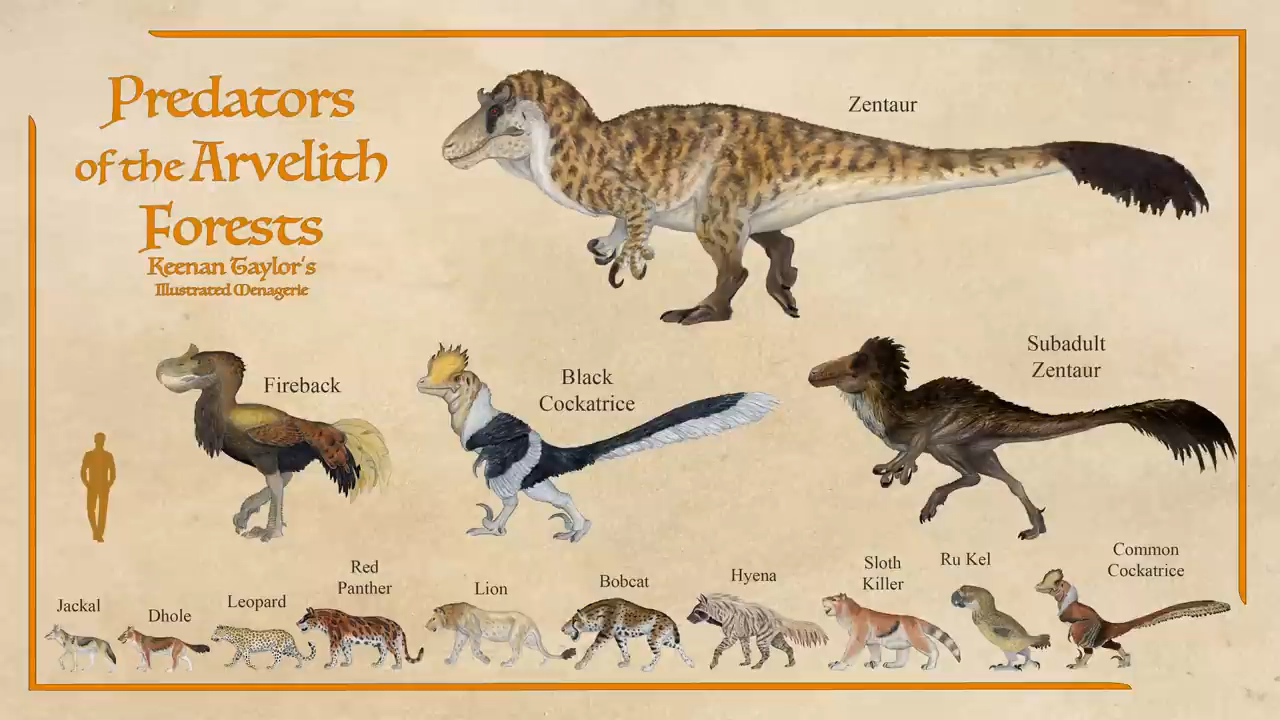 Predators
of the Arvelith
Forests
Keenan Taylor's
Illustrated Menagerie
Zentaur
Fireback
Black
Cockatrice
Subadult
Zentaur
Jackal
Dhole
Leopard
Red
Panther
Lion
Bobcat
Hyena
Sloth
Killer
Ru Kel
Common
Cockatrice